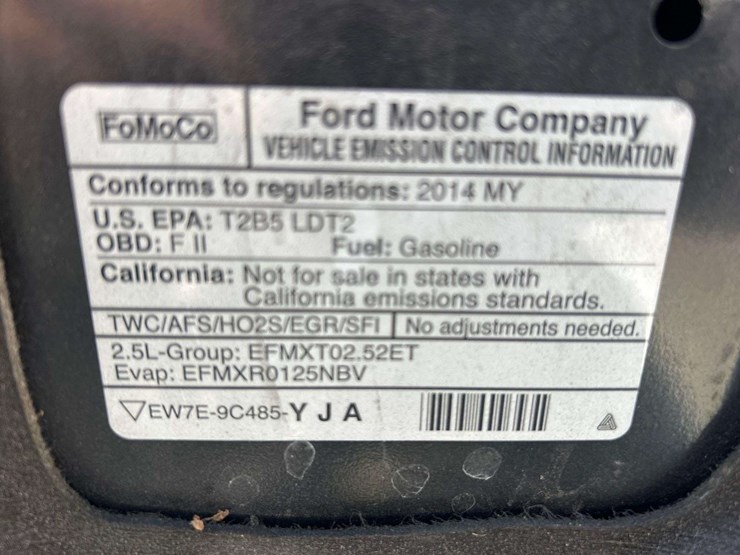 FoMoCo
Ford Motor Company
VEHICLE EMISSION CONTROL INFORMATION
Conforms to regulations: 2014 MY
U.S. EPA: T2B5 LDT2
OBD: F II Fuel: Gasoline
California: Not for sale in states with
California emissions standards.
TWC/AFS/HO2S/EGR/SFI No adjustments needed.
2.5L-Group: EFMXT02.52ET
Evap: EFMXR0125NBV
EW7E-9C485-Y J A